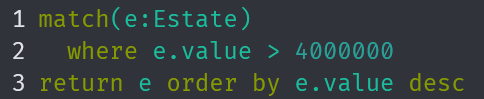 1 match(e:Estate)
2   where e.value > 4000000
3 return e order by e.value desc